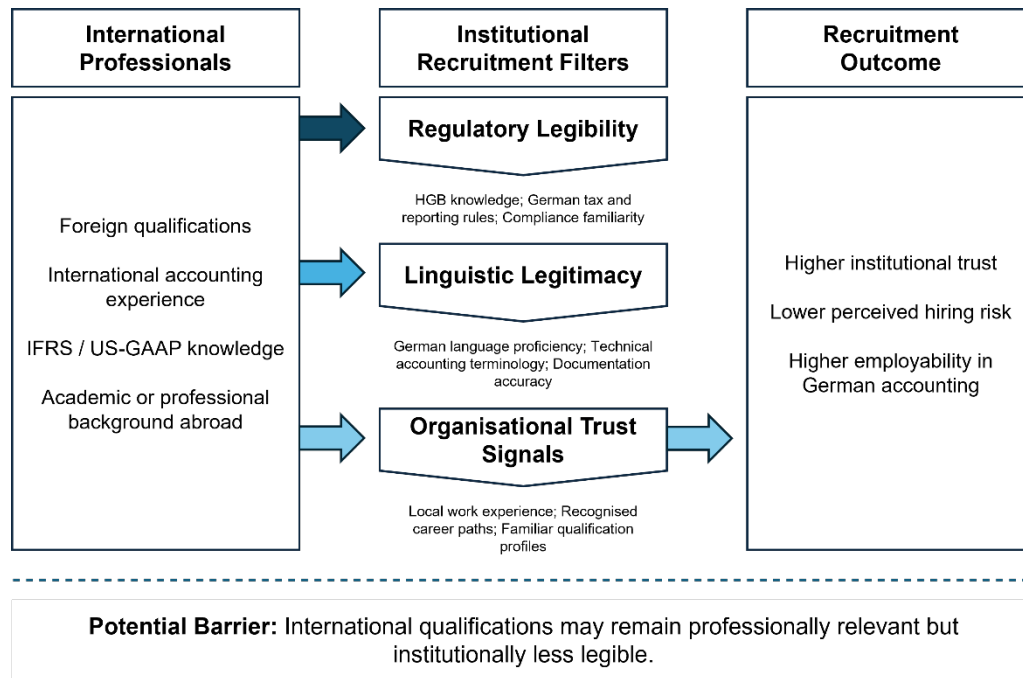 International
Professionals
Institutional
Recruitment Filters
Recruitment
Outcome
Foreign qualifications
International accounting
experience
IFRS / US-GAAP knowledge
Academic or professional
background abroad
Regulatory Legibility
HGB knowledge; German tax and
reporting rules; Compliance familiarity
Linguistic Legitimacy
German language proficiency; Technical
accounting terminology; Documentation
accuracy
Organisational Trust
Signals
Local work experience; Recognised
career paths; Familiar qualification
profiles
Higher institutional trust
Lower perceived hiring risk
Higher employability in
German accounting
Potential Barrier: International qualifications may remain professionally relevant but
institutionally less legible.